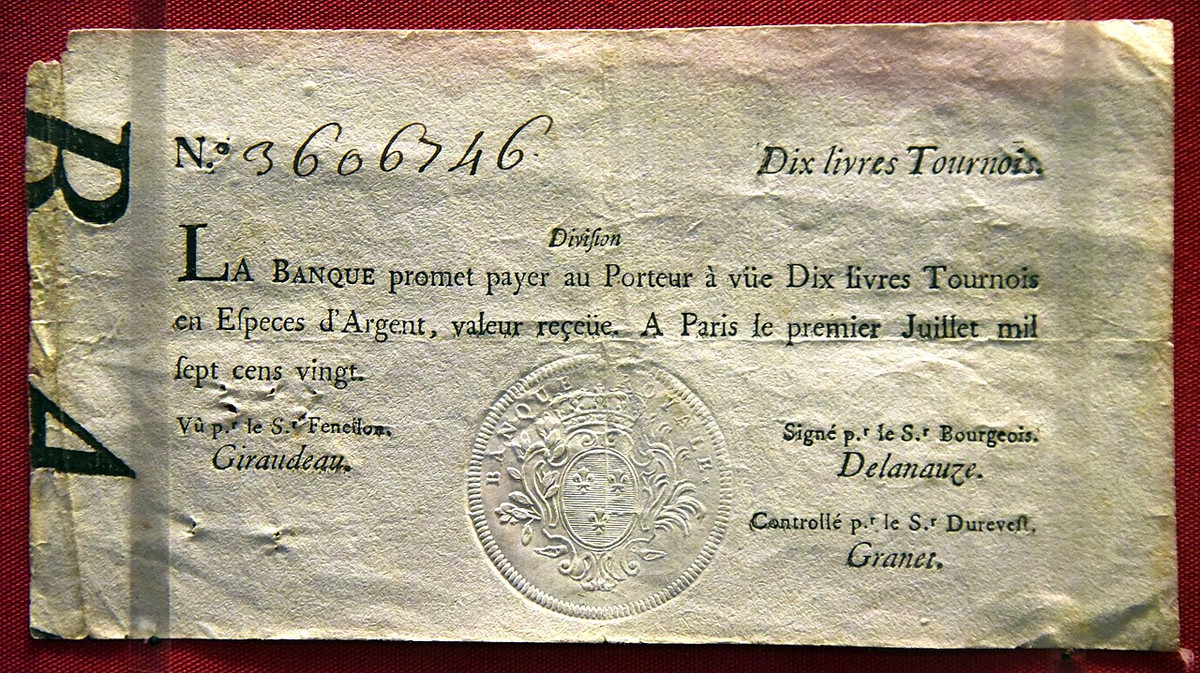 BA
N.º 3606746
Dix livres Tournois.
Diviſion
LA BANQUE promet payer au Porteur à vüe Dix livres Tournois
en Eſpeces d'Argent, valeur reçeüe. A Paris le premier Juillet mil
ſept cens vingt.
Vû p.r le S.r Fenellon.
Giraudeau.
Signé p.r le S.r Bourgeois.
Delanauze.
Controllé p.r le S.r Dureveſt.
Granet.
BANQUE ROYALE